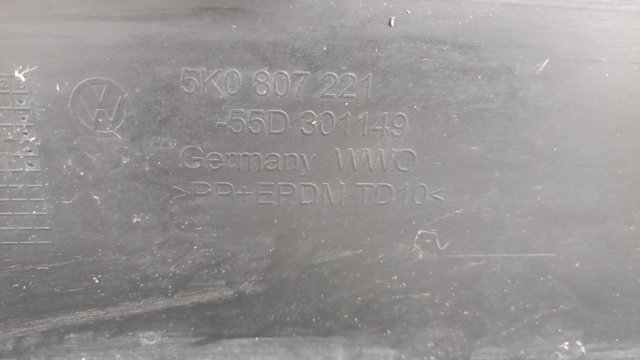 5K0 807 221
-55D 301149
Germany WWO
>PP+EPDM TD10<